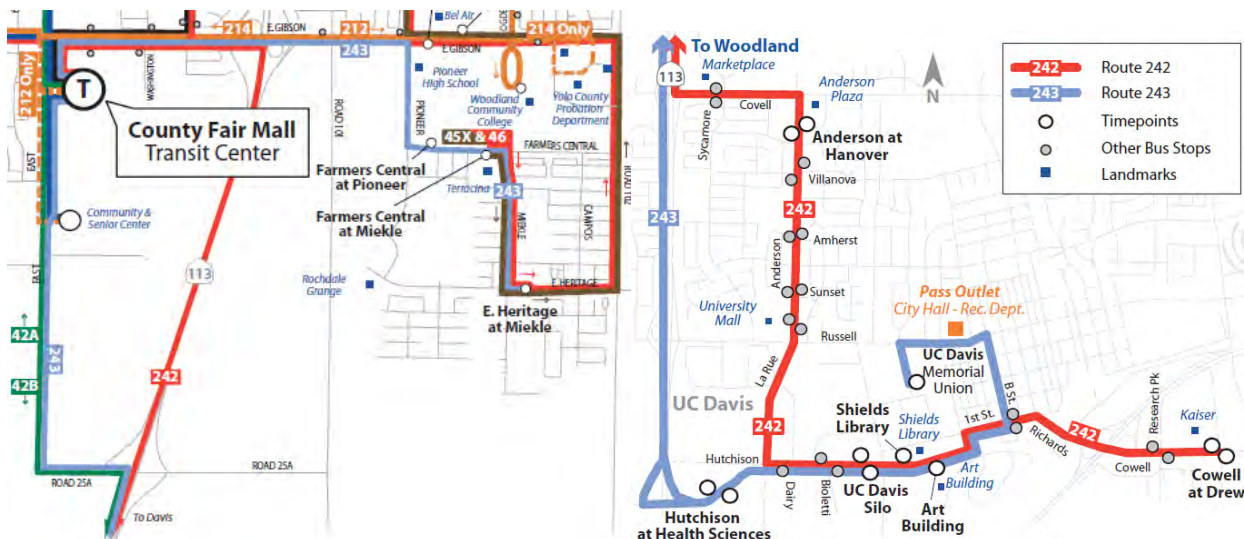 214
212
Bel Air
214 Only
E. GIBSON
243
E. GIBSON
212 Only
WASHINGTON
ROAD 101
PIONEER
Pioneer
High School
Woodland
Community
College
Yolo County
Probation
Department
T
County Fair Mall
Transit Center
EAST
45X & 46
FARMERS CENTRAL
ROAD 102
Farmers Central
at Pioneer
Terracina
243
Farmers Central
at Miekle
MIEKLE
CAMPOS
Community &
Senior Center
EAST
113
Rochdale
Grange
E. HERITAGE
E. Heritage
at Miekle
42A
243
42B
242
ROAD 25A
ROAD 25A
To Davis
To Woodland
Marketplace
113
Covell
Sycamore
Anderson
Plaza
Anderson at
Hanover
N
242
Route 242
243
Route 243
Timepoints
Other Bus Stops
Landmarks
Villanova
243
242
Anderson
Amherst
Sunset
University
Mall
Russell
Pass Outlet
City Hall - Rec. Dept.
La Rue
UC Davis
Memorial
Union
UC Davis
B St.
1st St.
Shields
Library
Shields
Library
242
Richards
242
Research Pk
Kaiser
Hutchison
Cowell
Cowell
at Drew
Dairy
Bioletti
UC Davis
Silo
Art
Building
Art
Building
Hutchison
at Health Sciences